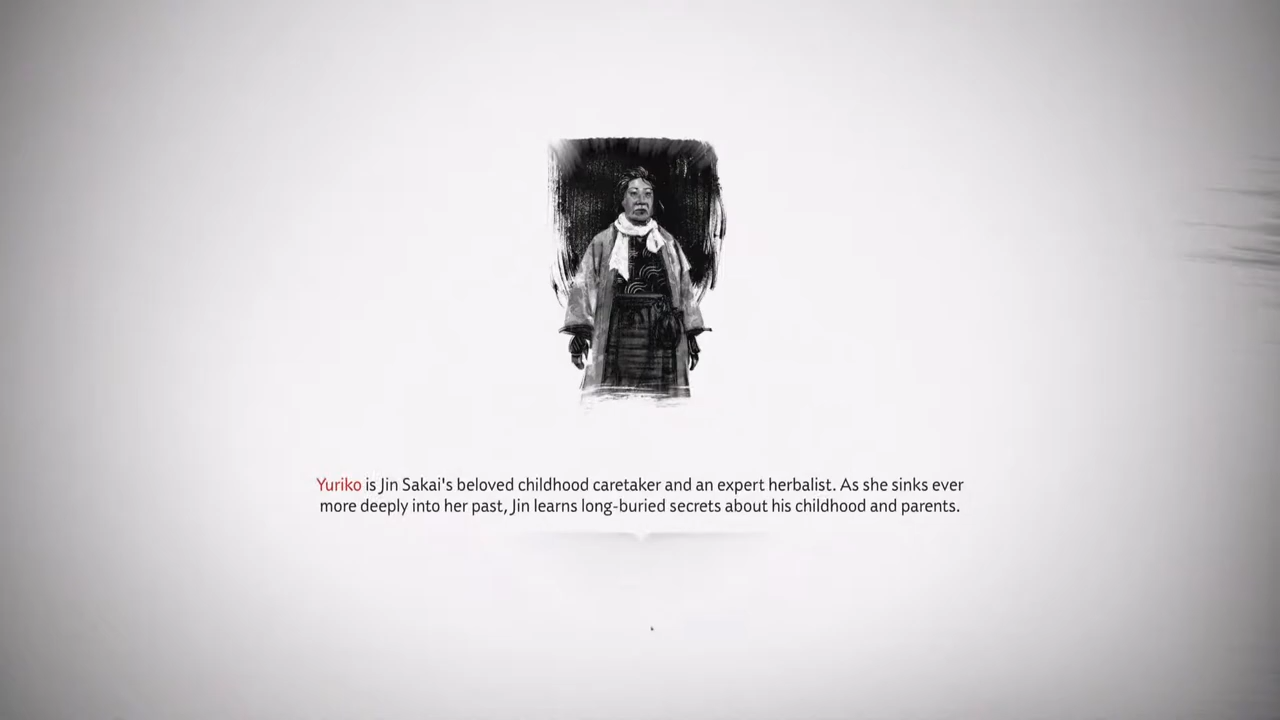 Yuriko is Jin Sakai's beloved childhood caretaker and an expert herbalist. As she sinks ever
more deeply into her past, Jin learns long-buried secrets about his childhood and parents.